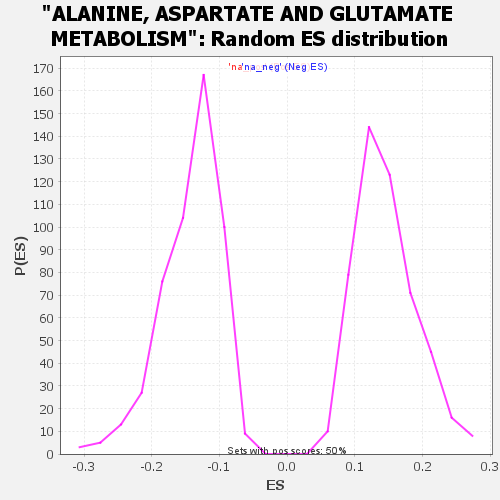 "ALANINE, ASPARTATE AND GLUTAMATE
METABOLISM": Random ES distribution
'na'na_neg' (Neg ES)
170
160
150
140
130
120
110
100
90
80
70
60
50
40
30
20
10
0
P(ES)
Sets with pos scores: 50%
-0.3 -0.2 -0.1 0.0 0.1 0.2 0.3
ES